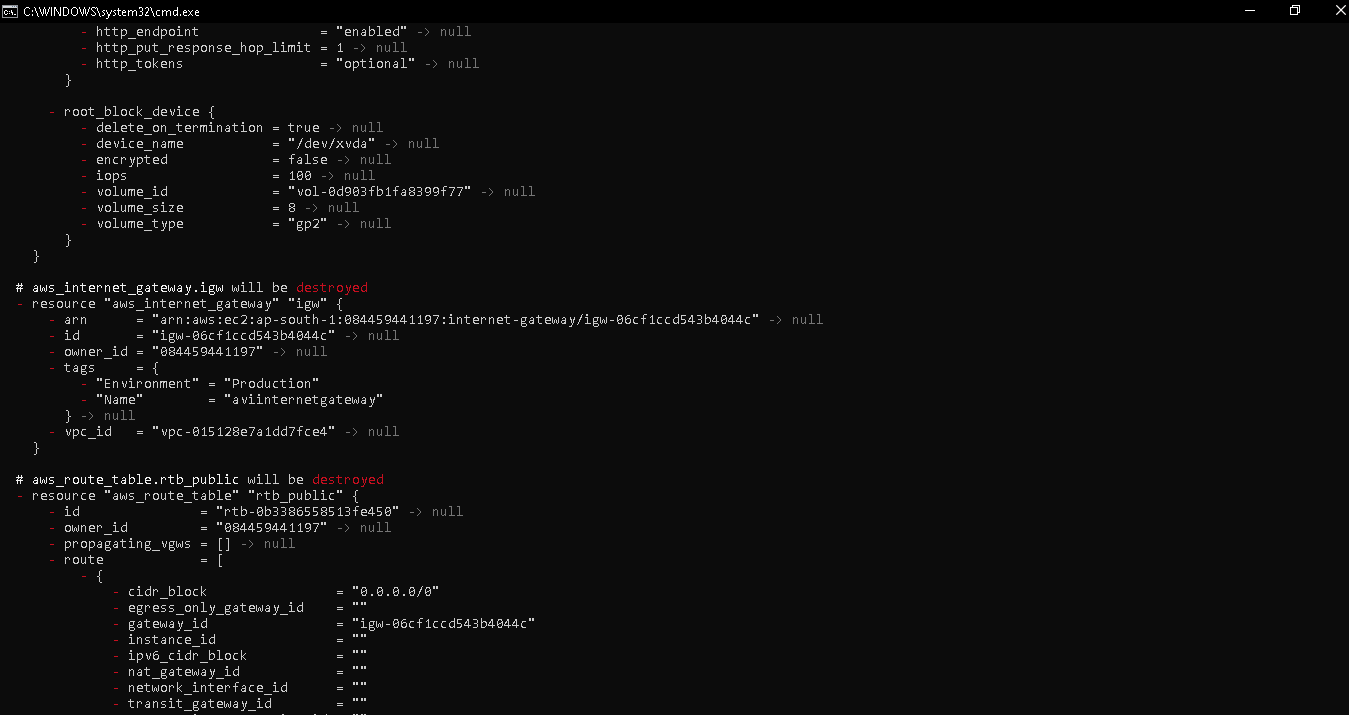 C:\WINDOWS\system32\cmd.exe
- http_endpoint = "enabled" -> null
- http_put_response_hop_limit = 1 -> null
- http_tokens = "optional" -> null
}
- root_block_device {
- delete_on_termination = true -> null
- device_name = "/dev/xvda" -> null
- encrypted = false -> null
- iops = 100 -> null
- volume_id = "vol-0d903fb1fa8399f77" -> null
- volume_size = 8 -> null
- volume_type = "gp2" -> null
}
}
# aws_internet_gateway.igw will be destroyed
- resource "aws_internet_gateway" "igw" {
- arn = "arn:aws:ec2:ap-south-1:084459441197:internet-gateway/igw-06cf1ccd543b4044c" -> null
- id = "igw-06cf1ccd543b4044c" -> null
- owner_id = "084459441197" -> null
- tags = {
- "Environment" = "Production"
- "Name" = "aviinternetgateway"
} -> null
- vpc_id = "vpc-015128e7a1dd7fce4" -> null
}
# aws_route_table.rtb_public will be destroyed
- resource "aws_route_table" "rtb_public" {
- id = "rtb-0b3386558513fe450" -> null
- owner_id = "084459441197" -> null
- propagating_vgws = [] -> null
- route = [
- {
- cidr_block = "0.0.0.0/0"
- egress_only_gateway_id = ""
- gateway_id = "igw-06cf1ccd543b4044c"
- instance_id = ""
- ipv6_cidr_block = ""
- nat_gateway_id = ""
- network_interface_id = ""
- transit_gateway_id = ""